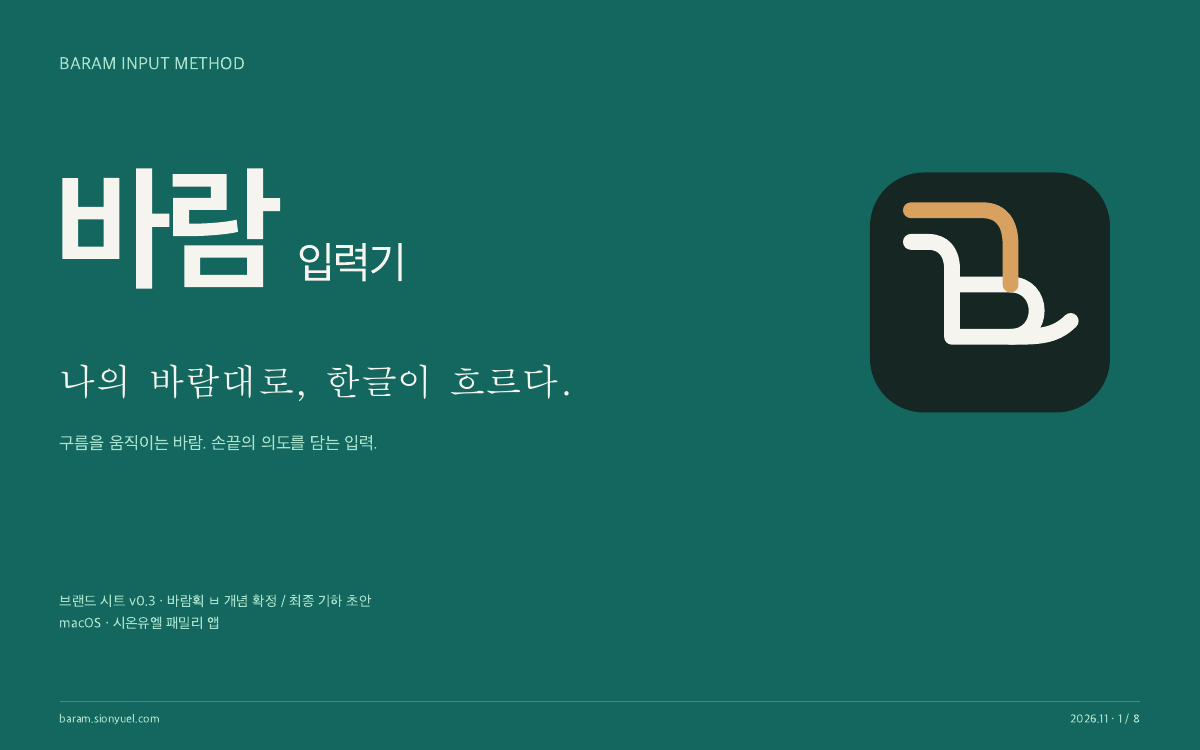 BARAM INPUT METHOD
바람 입력기
나의 바람대로, 한글이 흐르다.
구름을 움직이는 바람. 손끝의 의도를 담는 입력.
브랜드 시트 v0.3 · 바람획 ㅂ 개념 확정 / 최종 기하 초안
macOS · 시온유엘 패밀리 앱
baram.sionyuel.com
2026.11 · 1 / 8